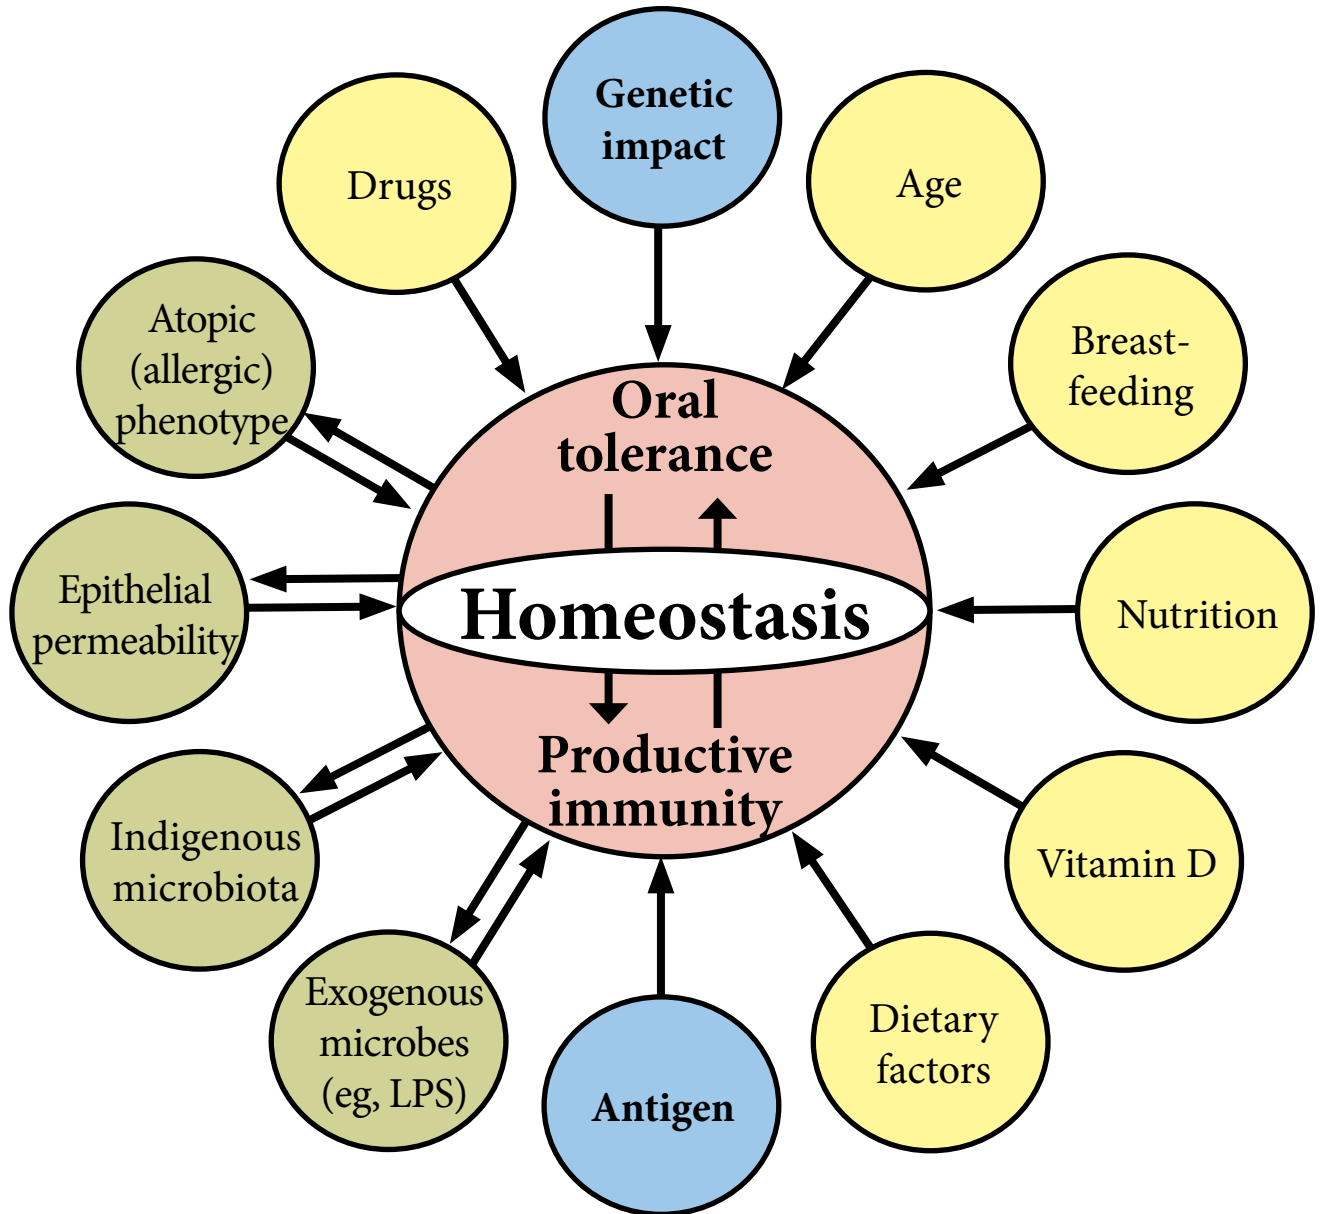 Genetic
impact
Drugs
Age
Atopic
(allergic)
phenotype
Breast-
feeding
Oral
tolerance
Epithelial
permeability
Homeostasis
Nutrition
Productive
immunity
Indigenous
microbiota
Vitamin D
Exogenous
microbes
(eg, LPS)
Dietary
factors
Antigen